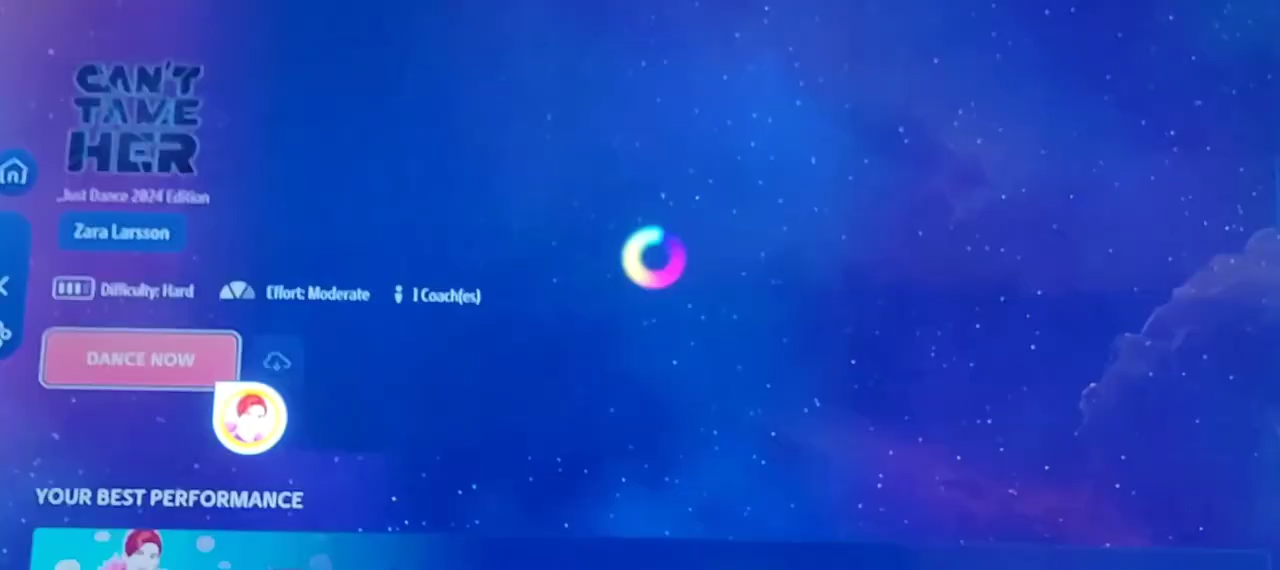 CAN'T
TAME
HER
Just Dance 2024 Edition
Zara Larsson
Difficulty: Hard Effort: Moderate 1 Coach(es)
DANCE NOW
YOUR BEST PERFORMANCE